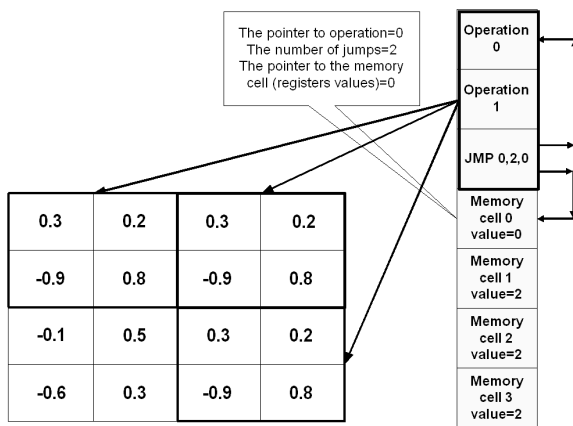 The pointer to operation=0
The number of jumps=2
The pointer to the memory
cell (registers values)=0
Operation
0
Operation
1
JMP 0,2,0
Memory
cell 0
value=0
Memory
cell 1
value=2
Memory
cell 2
value=2
Memory
cell 3
value=2
0.3 0.2 0.3 0.2
-0.9 0.8 -0.9 0.8
-0.1 0.5 0.3 0.2
-0.6 0.3 -0.9 0.8